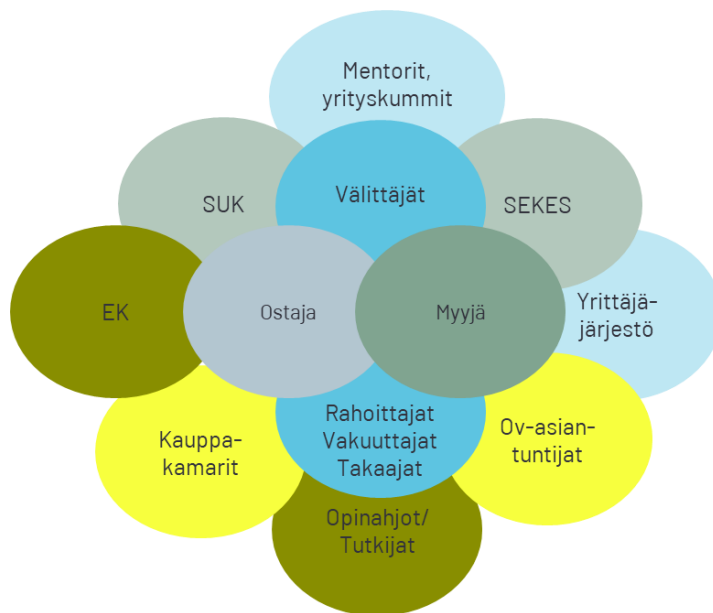 Mentorit,
yrityskummit
Välittäjät
SUK
SEKES
EK
Ostaja
Myyjä
Yrittäjä-
järjestö
Kauppa-
kamarit
Rahoittajat
Vakuuttajat
Takaajat
Ov-asian-
tuntijat
Opinahjot/
Tutkijat